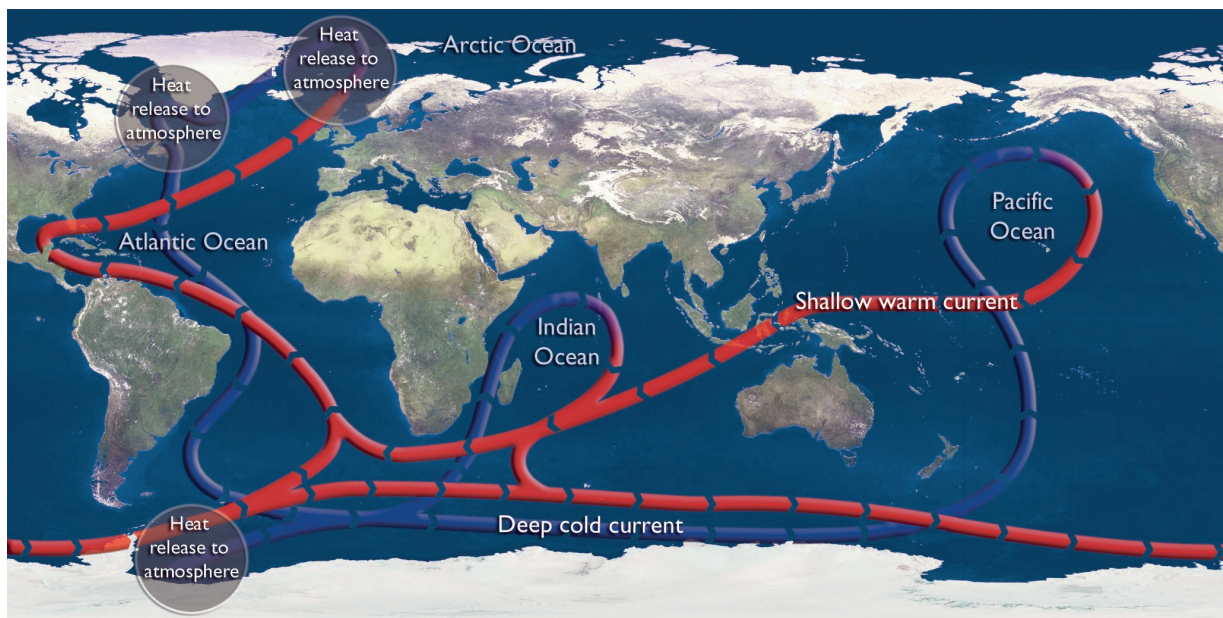 Heat
release to
atmosphere
Arctic Ocean
Heat
release to
atmosphere
Pacific
Ocean
Atlantic Ocean
Shallow warm current
Indian
Ocean
Heat
release to
atmosphere
Deep cold current